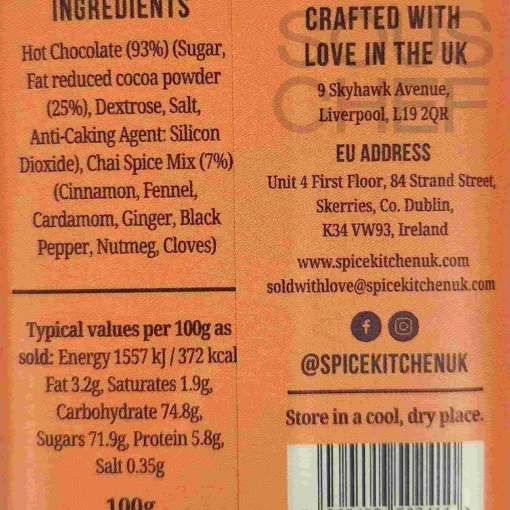 INGREDIENTS
Hot Chocolate (93%) (Sugar,
Fat reduced cocoa powder
(25%), Dextrose, Salt,
Anti-Caking Agent: Silicon
Dioxide), Chai Spice Mix (7%)
(Cinnamon, Fennel,
Cardamom, Ginger, Black
Pepper, Nutmeg, Cloves)
Typical values per 100g as
sold: Energy 1557 kJ / 372 kcal
Fat 3.2g, Saturates 1.9g,
Carbohydrate 74.8g,
Sugars 71.9g, Protein 5.8g,
Salt 0.35g
100g
SOUS
CHEF
CRAFTED WITH
LOVE IN THE UK
9 Skyhawk Avenue,
Liverpool, L19 2QR
EU ADDRESS
Unit 4 First Floor, 84 Strand Street,
Skerries, Co. Dublin,
K34 VW93, Ireland
www.spicekitchenuk.com
soldwithlove@spicekitchenuk.com
@SPICEKITCHENUK
Store in a cool, dry place.